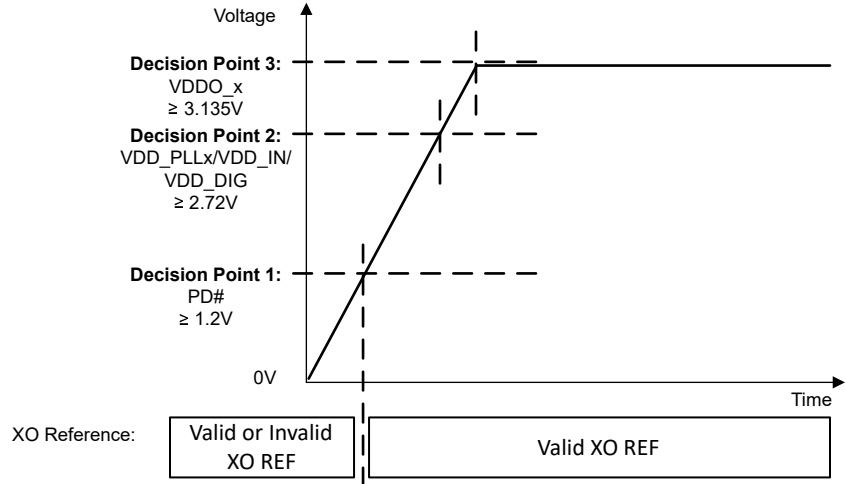 Voltage
Decision Point 3:
VDDO_x
≥ 3.135V
Decision Point 2:
VDD_PLLx/VDD_IN/
VDD_DIG
≥ 2.72V
Decision Point 1:
PD#
≥ 1.2V
0V
Time
XO Reference:
Valid or Invalid
XO REF
Valid XO REF